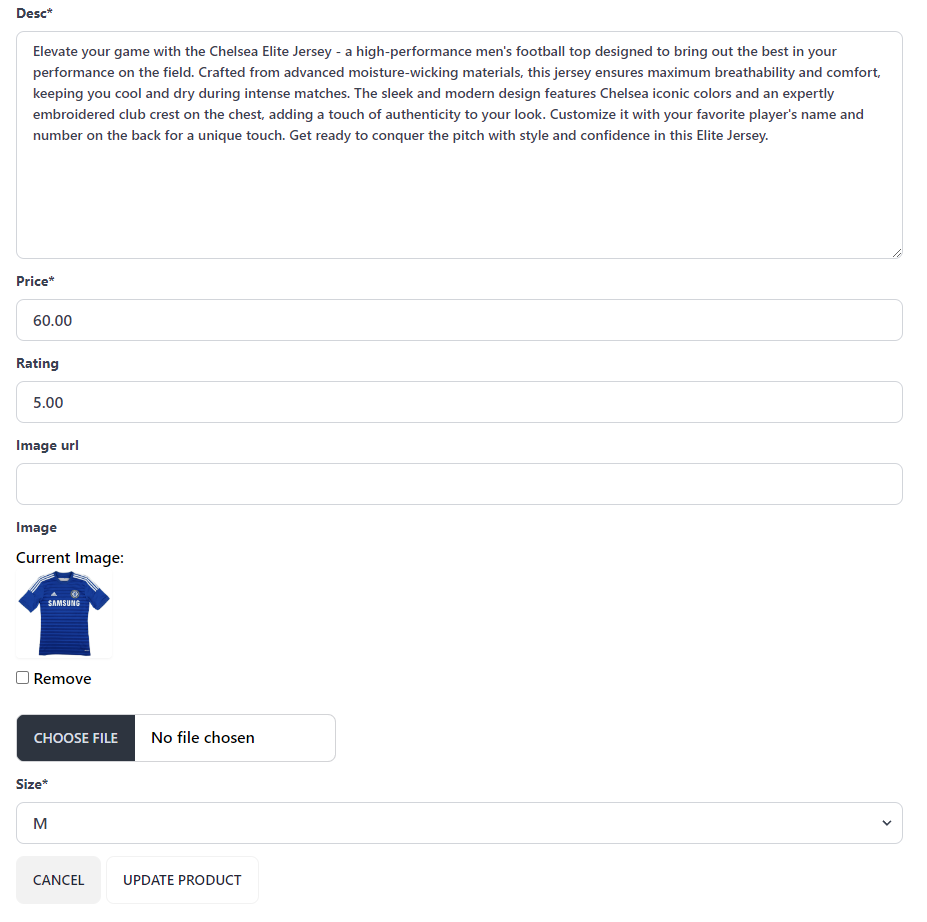 Desc*
Elevate your game with the Chelsea Elite Jersey - a high-performance men's football top designed to bring out the best in your
performance on the field. Crafted from advanced moisture-wicking materials, this jersey ensures maximum breathability and comfort,
keeping you cool and dry during intense matches. The sleek and modern design features Chelsea iconic colors and an expertly
embroidered club crest on the chest, adding a touch of authenticity to your look. Customize it with your favorite player's name and
number on the back for a unique touch. Get ready to conquer the pitch with style and confidence in this Elite Jersey.
Price*
60.00
Rating
5.00
Image url
Image
Current Image:
SAMSUNG
Remove
CHOOSE FILE No file chosen
Size*
M
CANCEL UPDATE PRODUCT